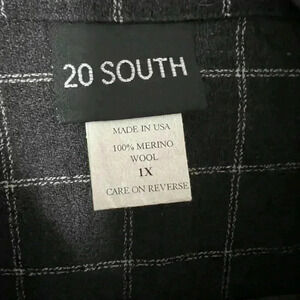 20 SOUTH
MADE IN USA
100% MERINO
WOOL
1X
CARE ON REVERSE